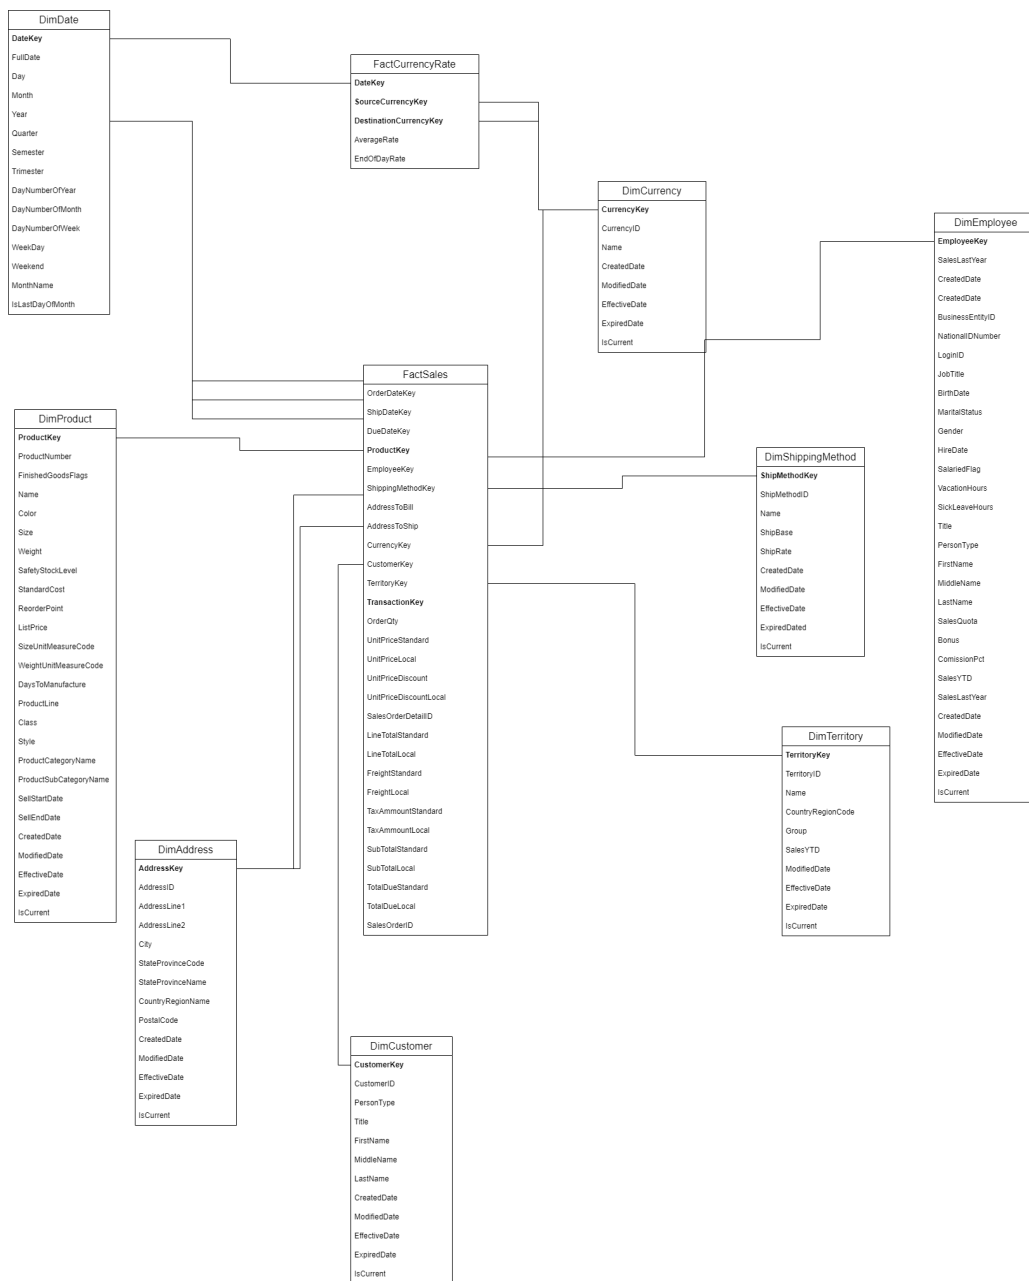 DimDate
DateKey
FullDate
Day
Month
Year
Quarter
Semester
Trimester
DayNumberOfYear
DayNumberOfMonth
DayNumberOfWeek
WeekDay
Weekend
MonthName
IsLastDayOfMonth
FactCurrencyRate
DateKey
SourceCurrencyKey
DestinationCurrencyKey
AverageRate
EndOfDayRate
DimCurrency
CurrencyKey
CurrencyID
Name
CreatedDate
ModifiedDate
EffectiveDate
ExpiredDate
IsCurrent
DimEmployee
EmployeeKey
SalesLastYear
CreatedDate
CreatedDate
BusinessEntityID
NationalIDNumber
LoginID
JobTitle
BirthDate
MaritalStatus
Gender
HireDate
SalariedFlag
VacationHours
SickLeaveHours
Title
PersonType
FirstName
MiddleName
LastName
SalesQuota
Bonus
ComissionPct
SalesYTD
SalesLastYear
CreatedDate
ModifiedDate
EffectiveDate
ExpiredDate
IsCurrent
FactSales
OrderDateKey
ShipDateKey
DueDateKey
ProductKey
EmployeeKey
ShippingMethodKey
AddressToBill
AddressToShip
CurrencyKey
CustomerKey
TerritoryKey
TransactionKey
OrderQty
UnitPriceStandard
UnitPriceLocal
UnitPriceDiscount
UnitPriceDiscountLocal
SalesOrderDetailID
LineTotalStandard
LineTotalLocal
FreightStandard
FreightLocal
TaxAmmountStandard
TaxAmmountLocal
SubTotalStandard
SubTotalLocal
TotalDueStandard
TotalDueLocal
SalesOrderID
DimProduct
ProductKey
ProductNumber
FinishedGoodsFlags
Name
Color
Size
Weight
SafetyStockLevel
StandardCost
ReorderPoint
ListPrice
SizeUnitMeasureCode
WeightUnitMeasureCode
DaysToManufacture
ProductLine
Class
Style
ProductCategoryName
ProductSubCategoryName
SellStartDate
SellEndDate
CreatedDate
ModifiedDate
EffectiveDate
ExpiredDate
IsCurrent
DimShippingMethod
ShipMethodKey
ShipMethodID
Name
ShipBase
ShipRate
CreatedDate
ModifiedDate
EffectiveDate
ExpiredDated
IsCurrent
DimTerritory
TerritoryKey
TerritoryID
Name
CountryRegionCode
Group
SalesYTD
ModifiedDate
EffectiveDate
ExpiredDate
IsCurrent
DimAddress
AddressKey
AddressID
AddressLine1
AddressLine2
City
StateProvinceCode
StateProvinceName
CountryRegionName
PostalCode
CreatedDate
ModifiedDate
EffectiveDate
ExpiredDate
IsCurrent
DimCustomer
CustomerKey
CustomerID
PersonType
Title
FirstName
MiddleName
LastName
CreatedDate
ModifiedDate
EffectiveDate
ExpiredDate
IsCurrent